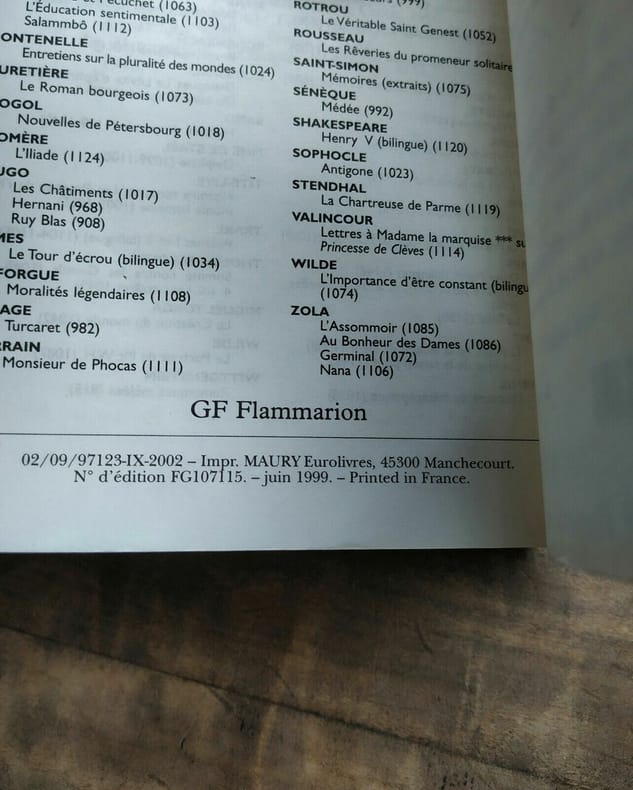 L'Éducation sentimentale (1103)
Salammbô (1112)
ONTENELLE
Entretiens sur la pluralité des mondes (1024)
URETIÈRE
Le Roman bourgeois (1073)
OGOL
Nouvelles de Pétersbourg (1018)
OMÈRE
L'Iliade (1124)
UGO
Les Châtiments (1017)
Hernani (968)
Ruy Blas (908)
MES
Le Tour d'écrou (bilingue) (1034)
FORGUE
Moralités légendaires (1108)
AGE
Turcaret (982)
RRAIN
Monsieur de Phocas (1111)
ROTROU
Le Véritable Saint Genest (1052)
ROUSSEAU
Les Rêveries du promeneur solitaire
SAINT-SIMON
Mémoires (extraits) (1075)
SÉNÈQUE
Médée (992)
SHAKESPEARE
Henry V (bilingue) (1120)
SOPHOCLE
Antigone (1023)
STENDHAL
La Chartreuse de Parme (1119)
VALINCOUR
Lettres à Madame la marquise *** su
Princesse de Clèves (1114)
WILDE
L'Importance d'être constant (bilingu
(1074)
ZOLA
L'Assommoir (1085)
Au Bonheur des Dames (1086)
Germinal (1072)
Nana (1106)
GF Flammarion
02/09/97123-IX-2002 – Impr. MAURY Eurolivres, 45300 Manchecourt.
N° d'édition FG107115. – juin 1999. – Printed in France.